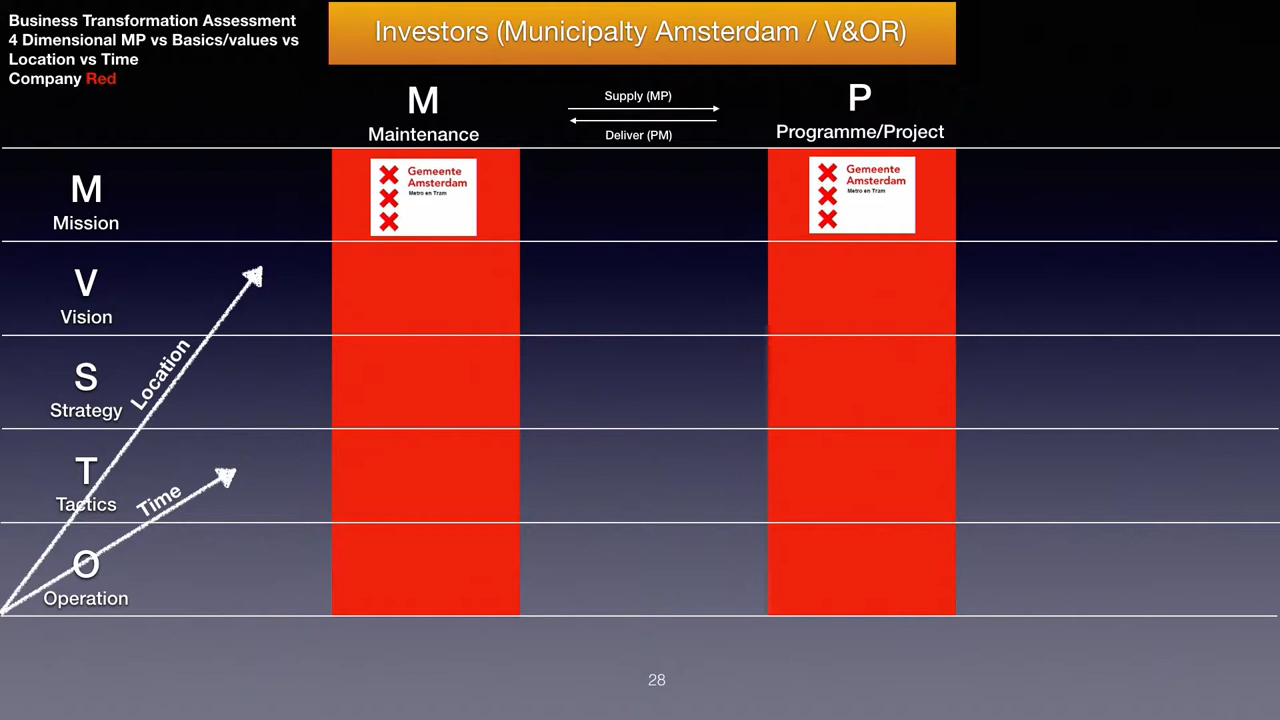 Business Transformation Assessment
4 Dimensional MP vs Basics/values vs
Location vs Time
Company Red
Investors (Municipalty Amsterdam / V&OR)
M
Maintenance
Supply (MP)
Deliver (PM)
P
Programme/Project
M
Mission
Gemeente
Amsterdam
Metro en Tram
Gemeente
Amsterdam
Metro en Tram
V
Vision
S
Strategy
Location
T
Tactics
Time
O
Operation
28